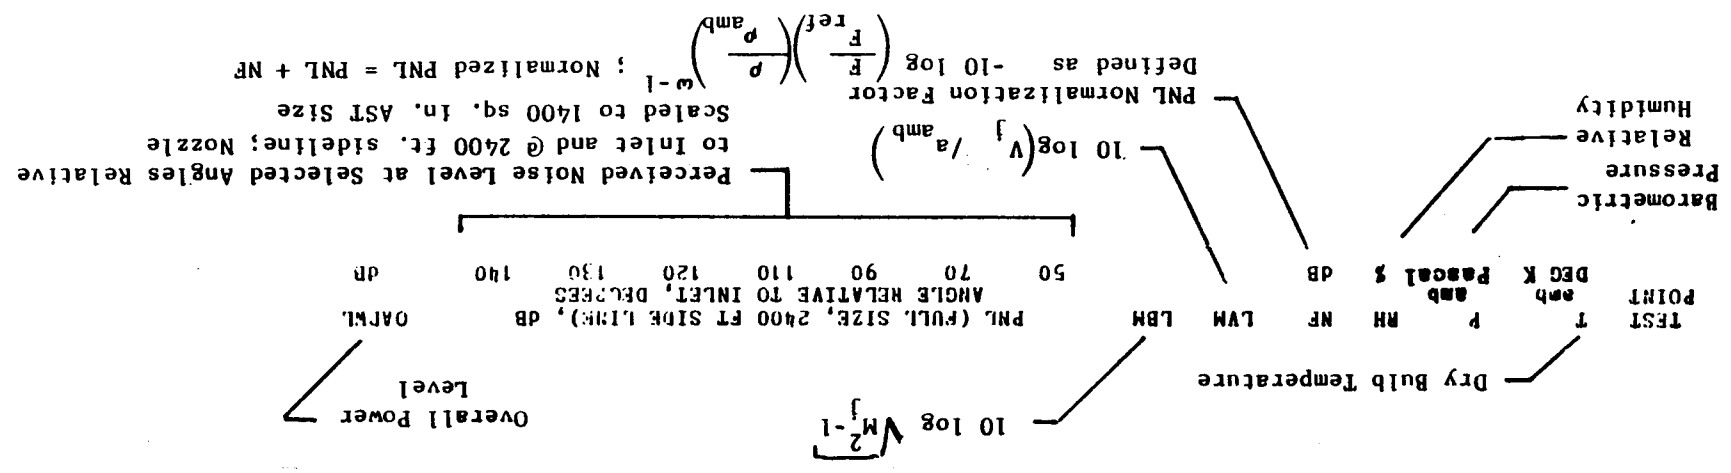 10 log √M_j^2-1
Overall Power
Level
Dry Bulb Temperature
TEST T P RH NF LVM LBM PNL (FULL SIZE, 2400 FT SIDELINE), dB OAPWL
POINT amb amb ANGLE RELATIVE TO INLET, DEGREES
DEG K Pascal % dB 50 70 90 110 120 130 140 dB
Barometric
Pressure
Relative
Humidity
10 log(V_j/a_amb)
PNL Normalization Factor
Defined as -10 log (F/F_ref)(ρ/ρ_amb)^ω-1 ; Normalized PNL = PNL + NF
Perceived Noise Level at Selected Angles Relative
to Inlet and @ 2400 ft. sideline; Nozzle
Scaled to 1400 sq. in. AST Size